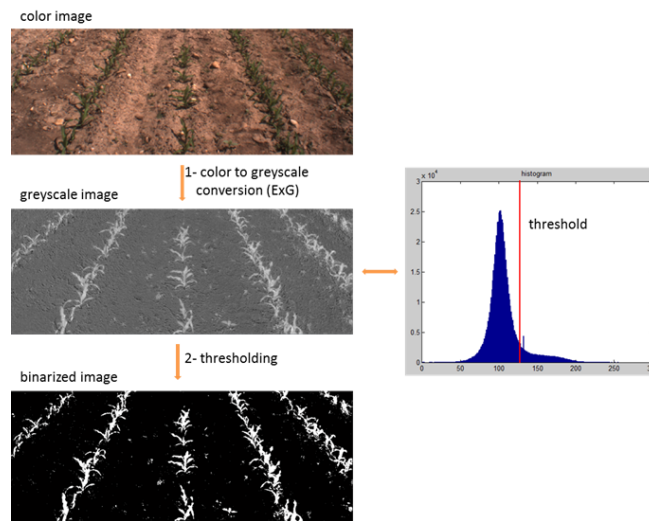 color image
1- color to greyscale
conversion (ExG)
greyscale image
2- thresholding
binarized image
histogram
x 10
3
2.5
2
1.5
1
0.5
0
threshold
0 50 100 150 200 250